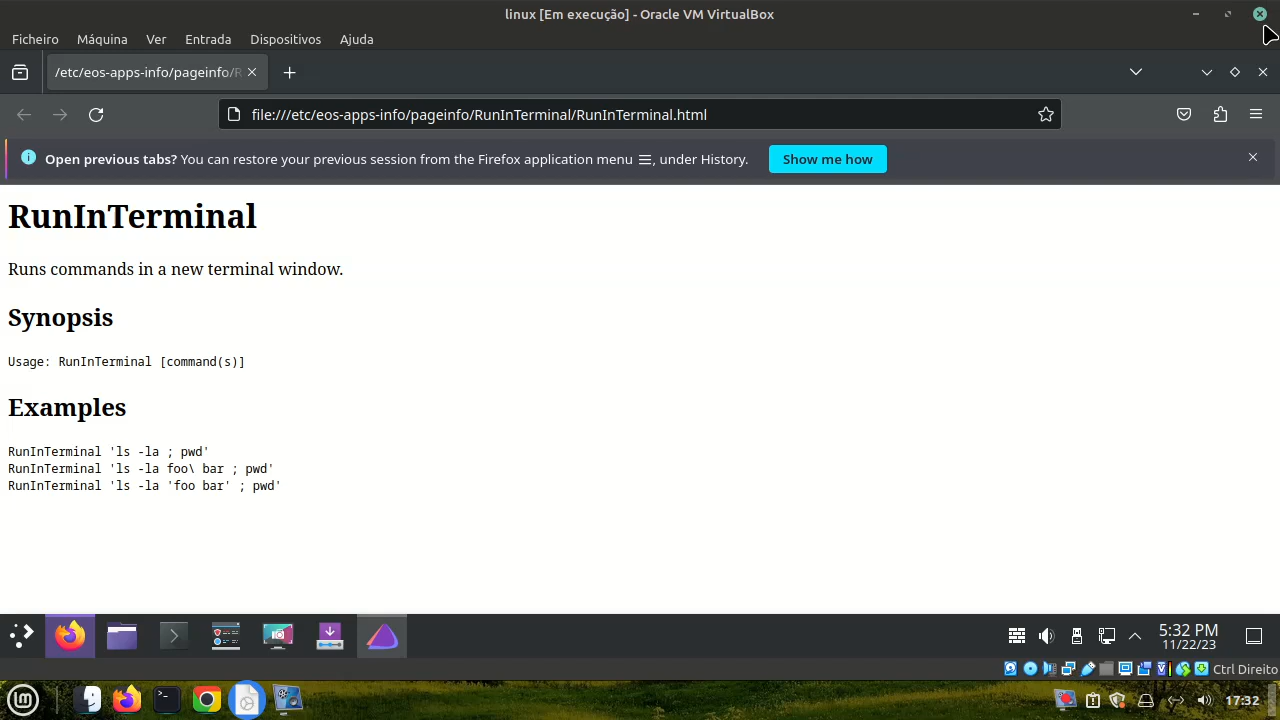 linux [Em execução] - Oracle VM VirtualBox
Ficheiro Máquina Ver Entrada Dispositivos Ajuda
/etc/eos-apps-info/pageinfo/R
file:///etc/eos-apps-info/pageinfo/RunInTerminal/RunInTerminal.html
Open previous tabs? You can restore your previous session from the Firefox application menu ☰, under History. Show me how
RunInTerminal
Runs commands in a new terminal window.
Synopsis
Usage: RunInTerminal [command(s)]
Examples
RunInTerminal 'ls -la ; pwd'
RunInTerminal 'ls -la foo\ bar ; pwd'
RunInTerminal 'ls -la 'foo bar' ; pwd'
5:32 PM
11/22/23
Ctrl Direito
17:32